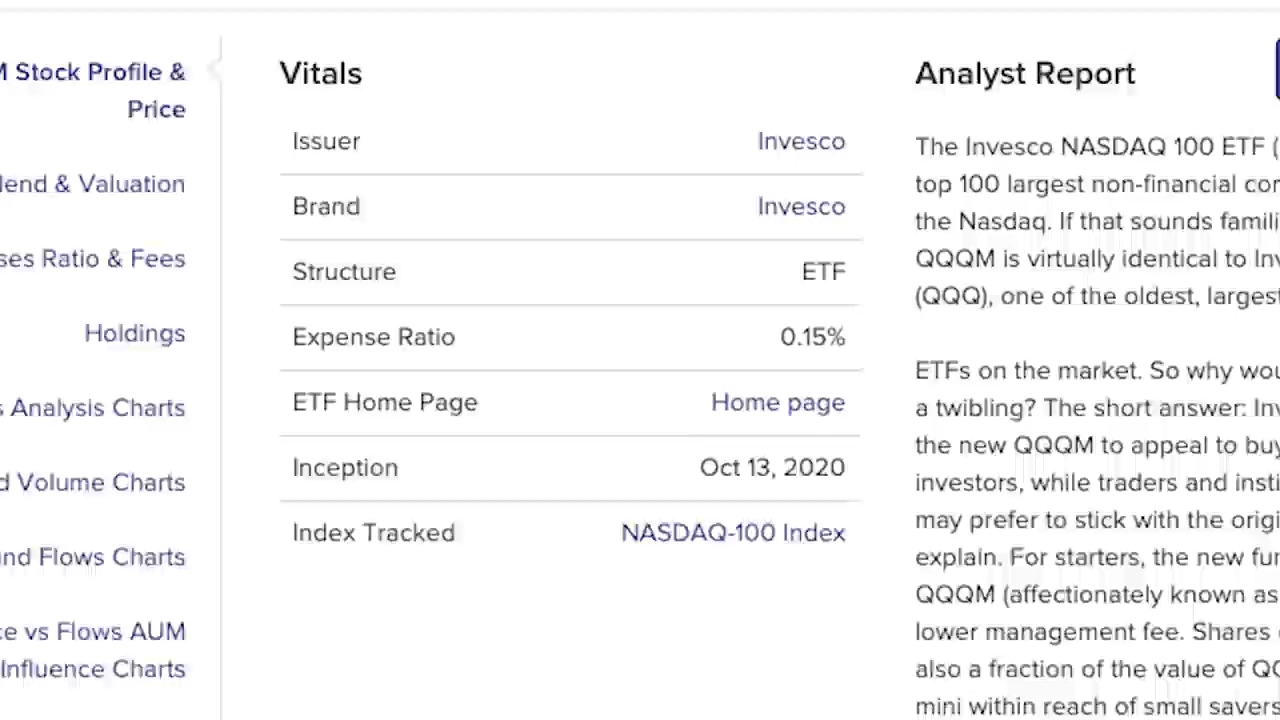 M Stock Profile &
Price
lend & Valuation
ses Ratio & Fees
Holdings
s Analysis Charts
d Volume Charts
und Flows Charts
ce vs Flows AUM
Influence Charts
Vitals
Issuer Invesco
Brand Invesco
Structure ETF
Expense Ratio 0.15%
ETF Home Page Home page
Inception Oct 13, 2020
Index Tracked NASDAQ-100 Index
Analyst Report
The Invesco NASDAQ 100 ETF (
top 100 largest non-financial cor
the Nasdaq. If that sounds famili
QQQM is virtually identical to Inv
(QQQ), one of the oldest, largest
ETFs on the market. So why wou
a twibling? The short answer: Inv
the new QQQM to appeal to buy
investors, while traders and insti
may prefer to stick with the origi
explain. For starters, the new fur
QQQM (affectionately known as
lower management fee. Shares
also a fraction of the value of QQ
mini within reach of small savers